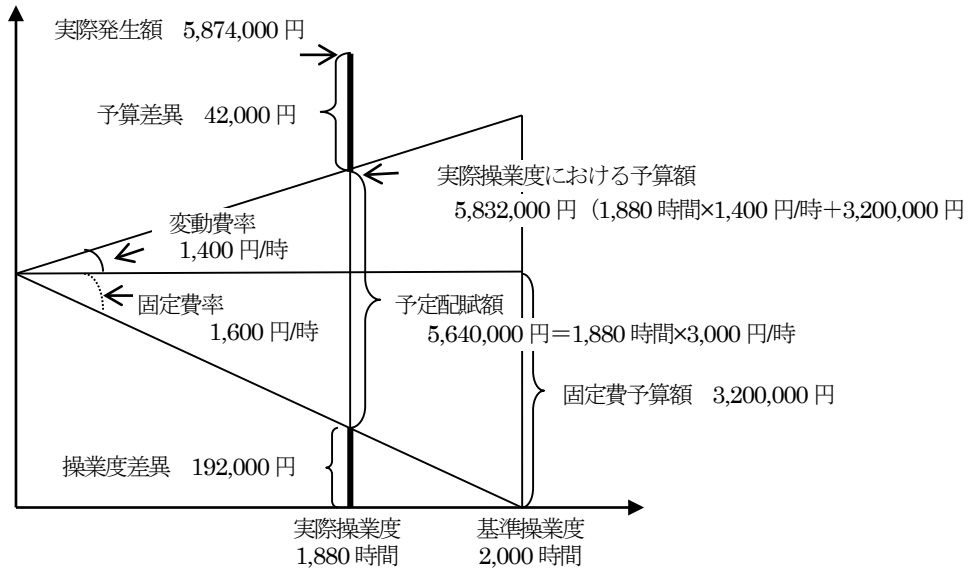 実際発生額 5,874,000 円
予算差異 42,000 円
実際操業度における予算額
5,832,000 円（1,880 時間×1,400 円/時＋3,200,000 円
変動費率
1,400 円/時
固定費率
1,600 円/時
予定配賦額
5,640,000 円＝1,880 時間×3,000 円/時
固定費予算額 3,200,000 円
操業度差異 192,000 円
実際操業度
1,880 時間
基準操業度
2,000 時間